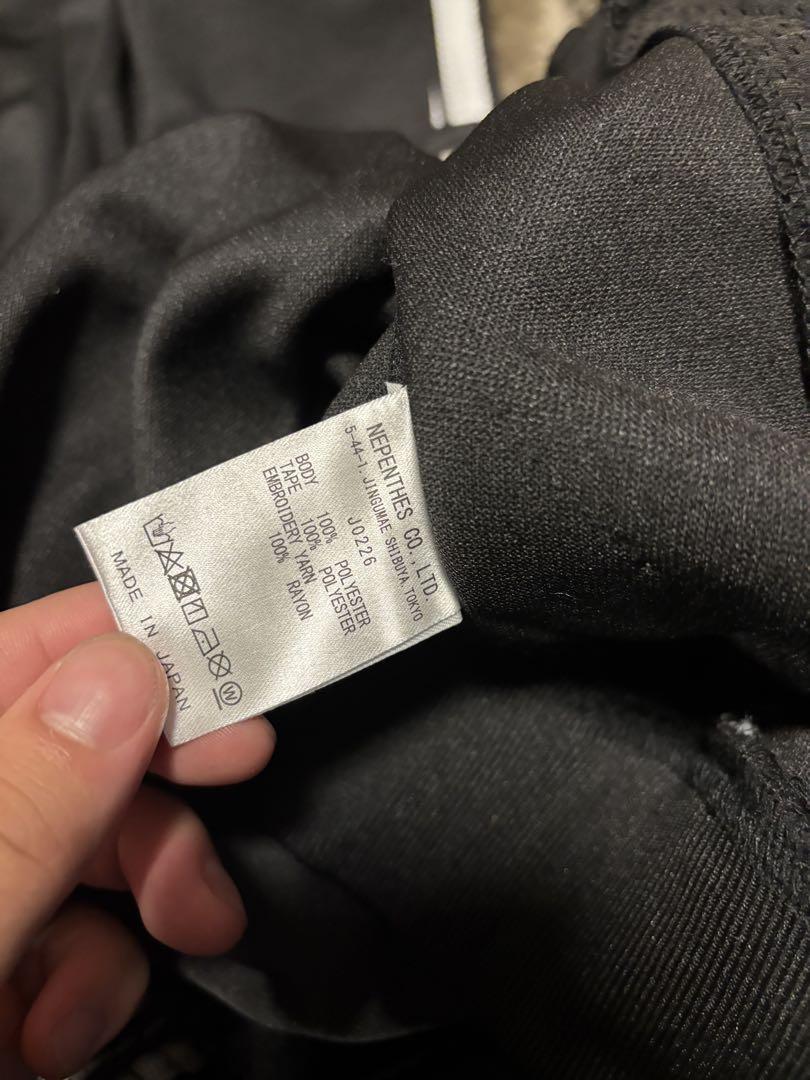 NEPENTHES CO.,LTD.
5-44-1,JINGUMAE SHIBUYA TOKYO
J0226
BODY 100% POLYESTER
TAPE 100% POLYESTER
EMBROIDERY YARN
100% RAYON
W
MADE IN JAPAN